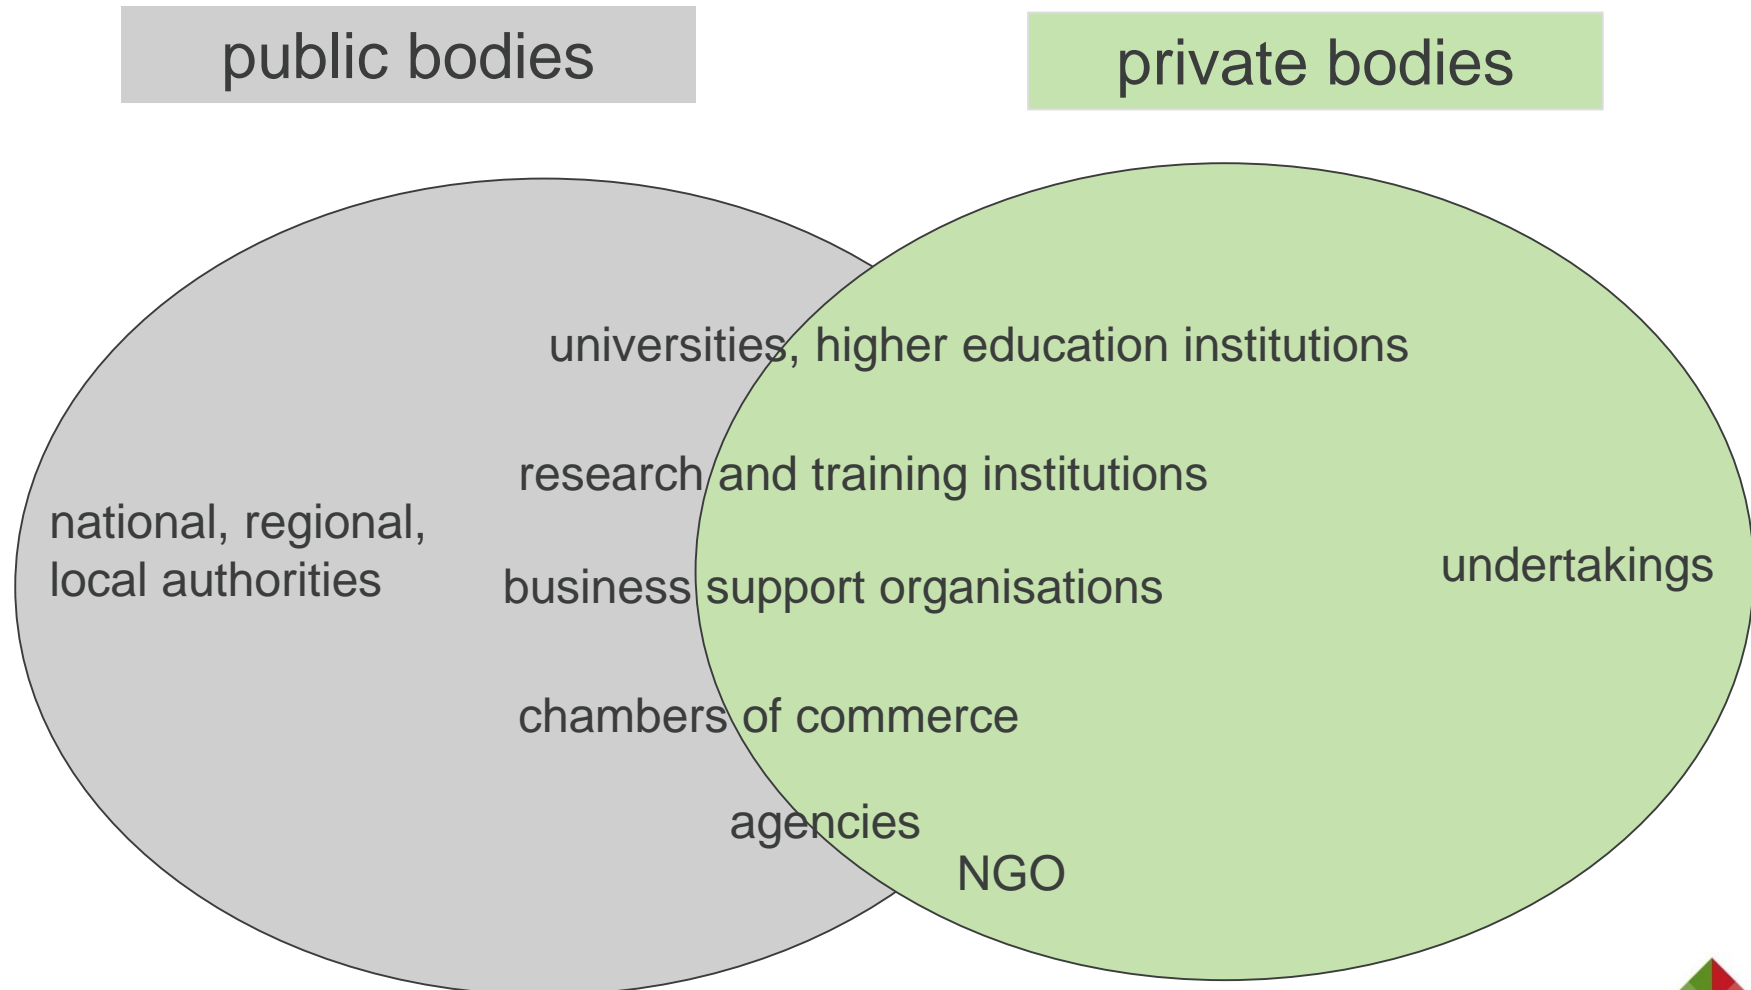 public bodies
private bodies
universities, higher education institutions
research and training institutions
national, regional,
local authorities
business support organisations
undertakings
chambers of commerce
agencies
NGO